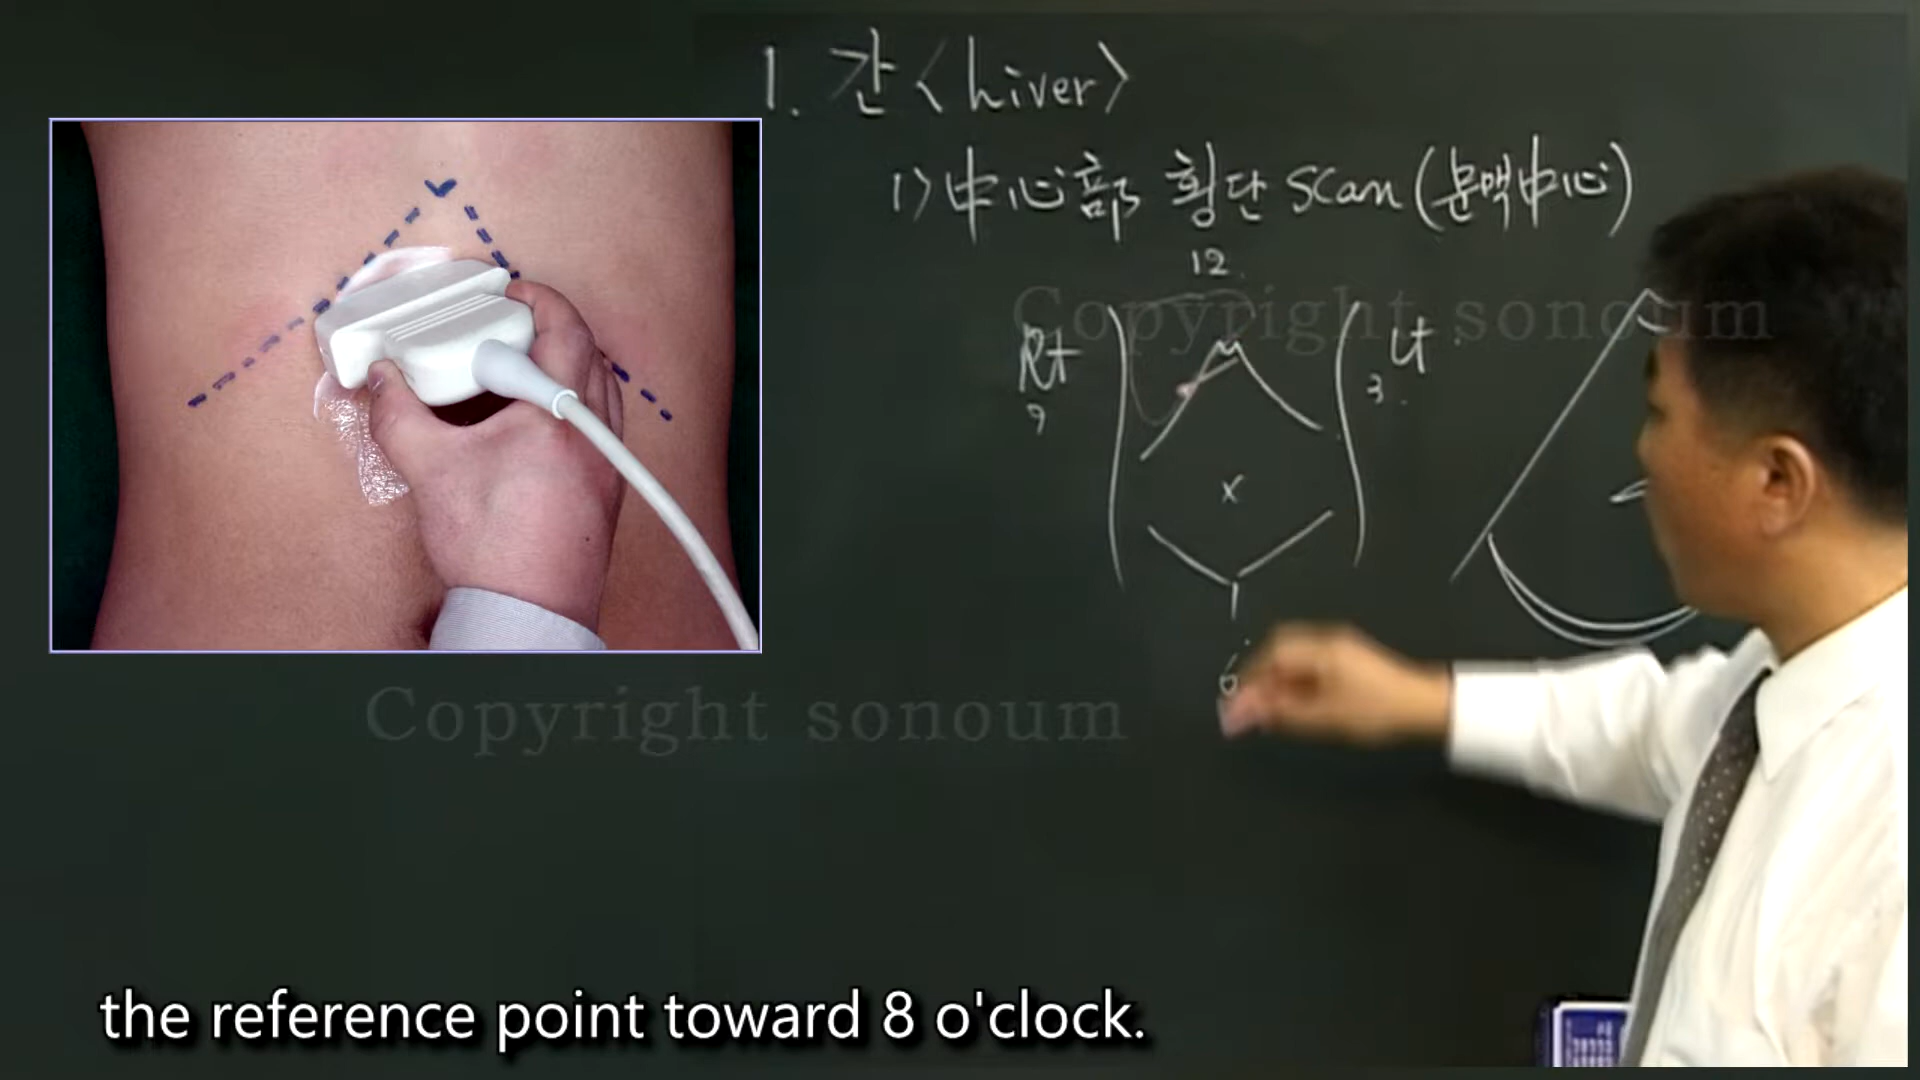 1. 간 <Liver>
1) 中心部 횡단 Scan (문맥中心)
12
Copyright sonoum
Rt
Lt
9
3
x
6
Copyright sonoum
the reference point toward 8 o'clock.